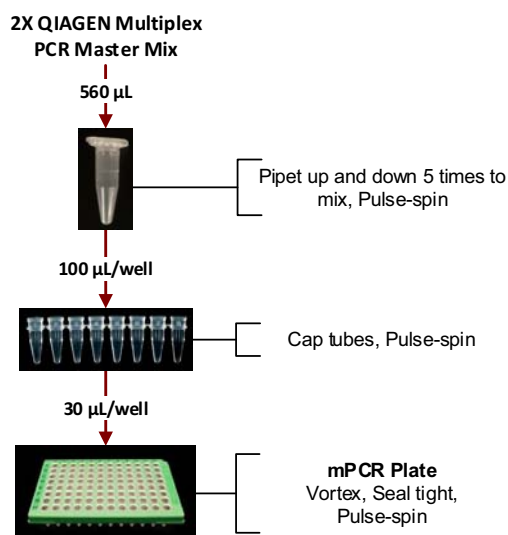 2X QIAGEN Multiplex
PCR Master Mix
560 µL
Pipet up and down 5 times to
mix, Pulse-spin
100 µL/well
Cap tubes, Pulse-spin
30 µL/well
mPCR Plate
Vortex, Seal tight,
Pulse-spin